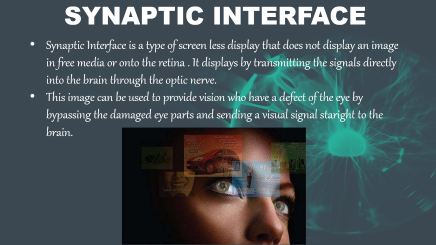 SYNAPTIC INTERFACE
• Synaptic Interface is a type of screen less display that does not display an image
in free media or onto the retina . It displays by transmitting the signals directly
into the brain through the optic nerve.
• This image can be used to provide vision who have a defect of the eye by
bypassing the damaged eye parts and sending a visual signal staright to the
brain.